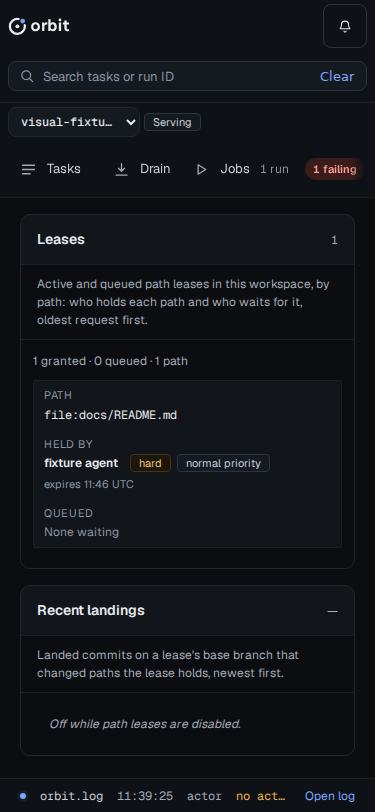 orbit
Search tasks or run ID Clear
visual-fixtu… Serving
Tasks Drain Jobs 1 run 1 failing
Leases 1
Active and queued path leases in this workspace, by
path: who holds each path and who waits for it,
oldest request first.
1 granted · 0 queued · 1 path
PATH
file:docs/README.md
HELD BY
fixture agent hard normal priority
expires 11:46 UTC
QUEUED
None waiting
Recent landings —
Landed commits on a lease's base branch that
changed paths the lease holds, newest first.
Off while path leases are disabled.
orbit.log 11:39:25 actor no act… Open log